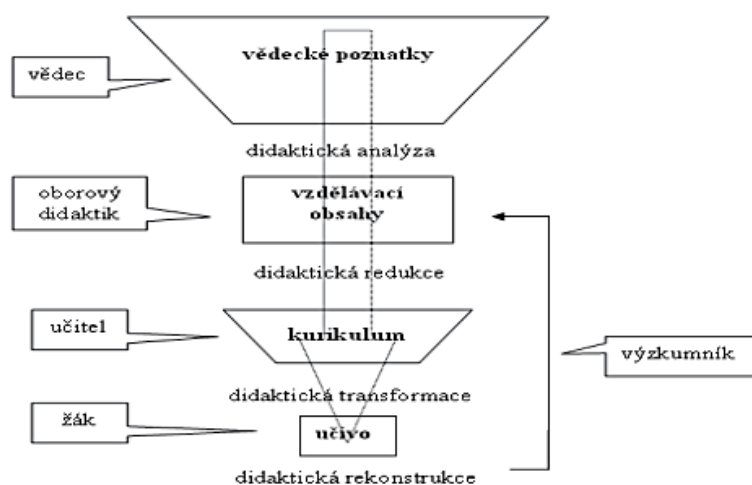 vědecké poznatky
vědec
didaktická analýza
oborový
didaktik
vzdělávací
obsahy
didaktická redukce
učitel
kurikulum
výzkumník
didaktická transformace
žák
učivo
didaktická rekonstrukce